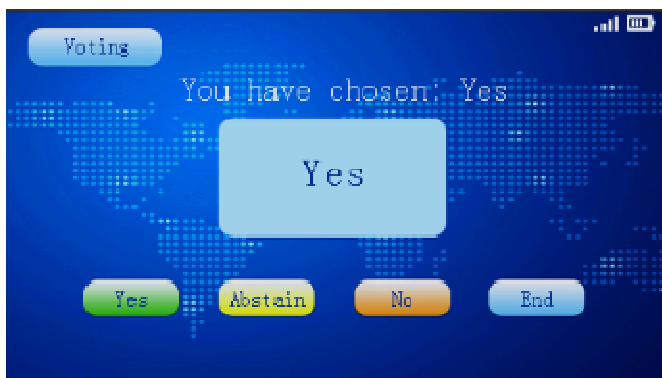 Voting
You have chosen: Yes
Yes
Yes Abstain No End